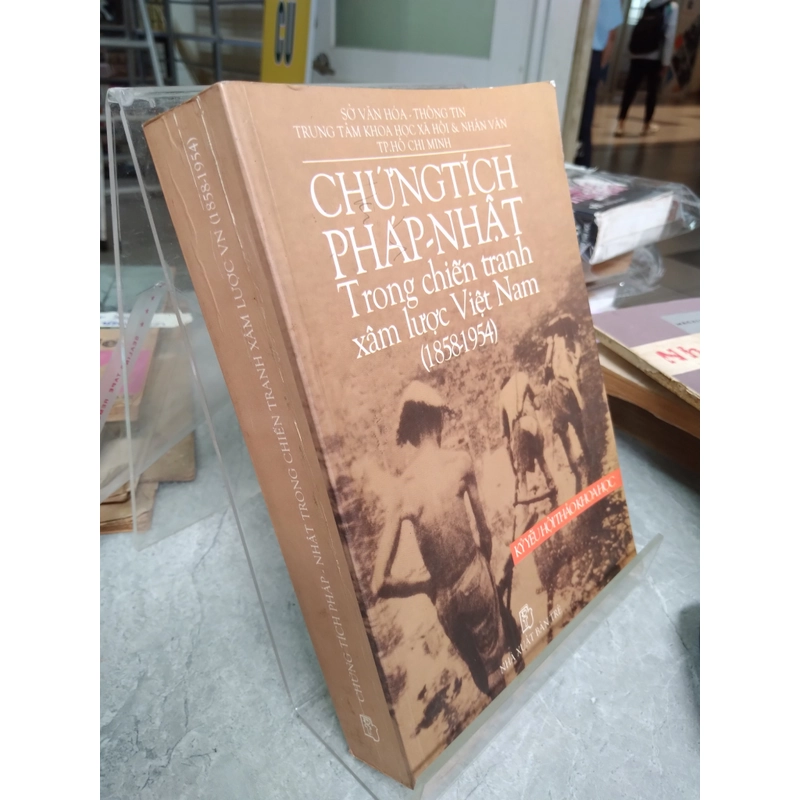 SỞ VĂN HÓA - THÔNG TIN
TRUNG TÂM KHOA HỌC XÃ HỘI & NHÂN VĂN
TP.HỒ CHÍ MINH
CHỨNG TÍCH
PHÁP-NHẬT
Trong chiến tranh
xâm lược Việt Nam
(1858-1954)
KỶ YẾU HỘI THẢO KHOA HỌC
NHÀ XUẤT BẢN TRẺ
CHỨNG TÍCH PHÁP - NHẬT TRONG CHIẾN TRANH XÂM LƯỢC VN (1858-1954)
Nh